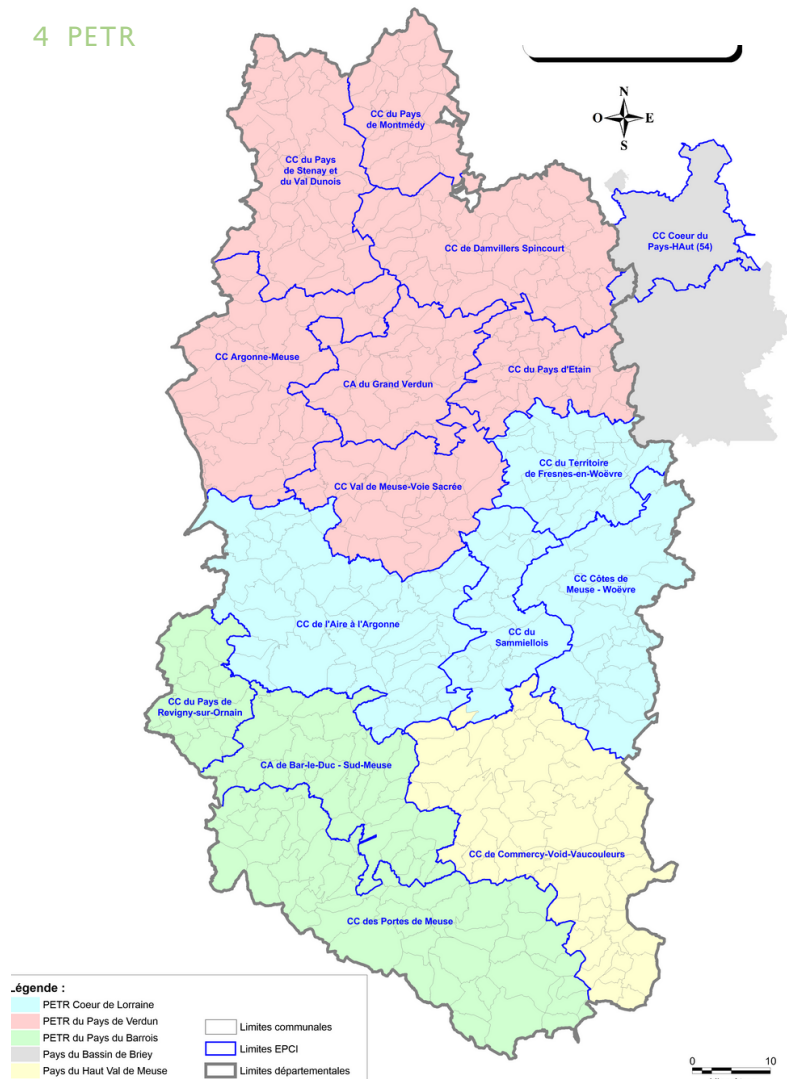 4 PETR
N
O E
S
CC du Pays
de Montmédy
CC du Pays
de Stenay et
du Val Dunois
CC de Damvillers Spincourt
CC Coeur du
Pays-HAut (54)
CC Argonne-Meuse
CA du Grand Verdun
CC du Pays d'Etain
CC du Territoire
de Fresnes-en-Woëvre
CC Val de Meuse-Voie Sacrée
CC Côtes de
Meuse - Woëvre
CC de l'Aire à l'Argonne
CC du
Sammiellois
CC du Pays de
Revigny-sur-Ornain
CA de Bar-le-Duc - Sud-Meuse
CC de Commercy-Void-Vaucouleurs
CC des Portes de Meuse
Légende :
PETR Coeur de Lorraine
PETR du Pays de Verdun
PETR du Pays du Barrois
Pays du Bassin de Briey
Pays du Haut Val de Meuse
Limites communales
Limites EPCI
Limites départementales
0 10